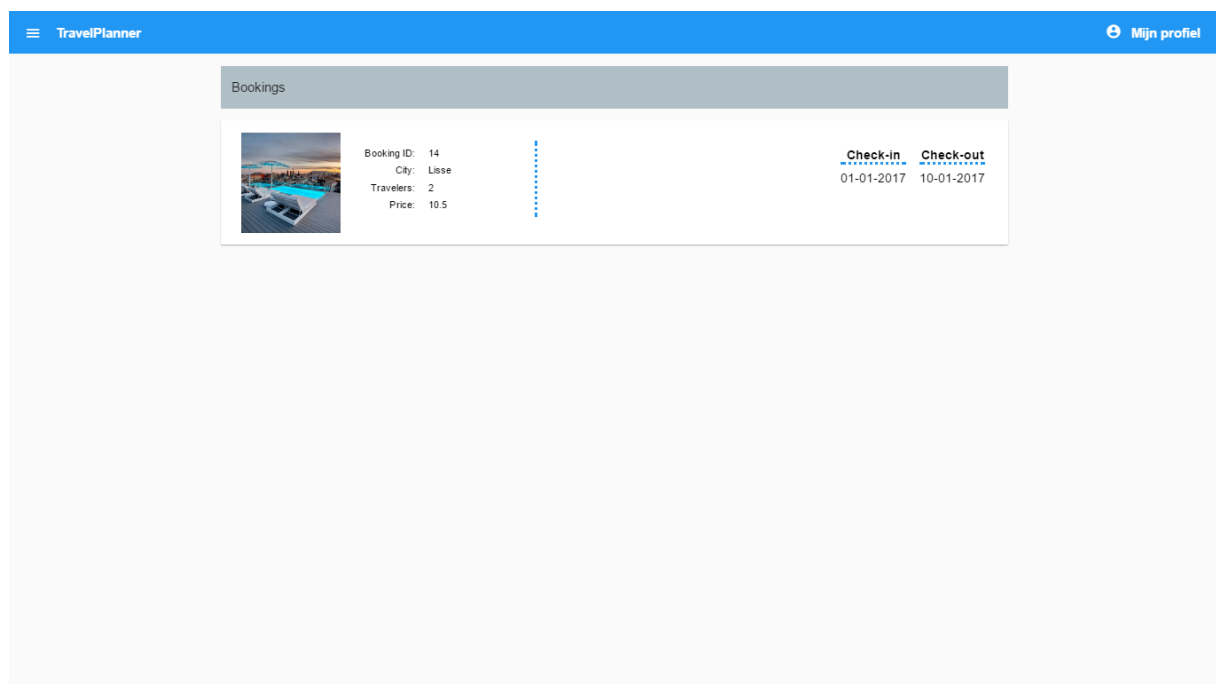 TravelPlanner
Mijn profiel
Bookings
Booking ID: 14
City: Lisse
Travelers: 2
Price: 10.5
Check-in Check-out
01-01-2017 10-01-2017